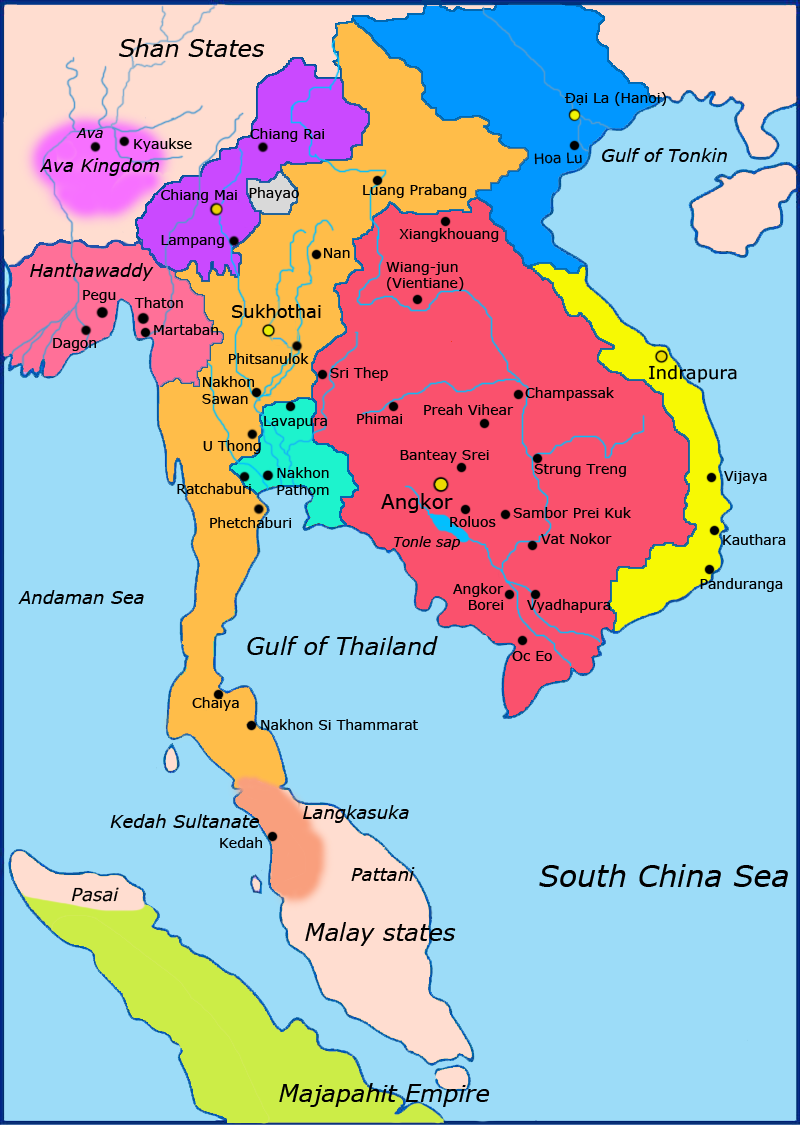 Shan States
Đại La (Hanoi)
Ava
Kyaukse
Chiang Rai
Ava Kingdom
Hoa Lu
Gulf of Tonkin
Chiang Mai
Phayao
Luang Prabang
Lampang
Xiangkhouang
Nan
Hanthawaddy
Wiang-jun
(Vientiane)
Pegu
Thaton
Sukhothai
Martaban
Dagon
Phitsanulok
Indrapura
Sri Thep
Nakhon
Sawan
Champassak
Lavapura
Phimai
Preah Vihear
U Thong
Banteay Srei
Strung Treng
Nakhon
Pathom
Ratchaburi
Vijaya
Angkor
Phetchaburi
Roluos
Sambor Prei Kuk
Tonle sap
Vat Nokor
Kauthara
Panduranga
Andaman Sea
Angkor
Borei
Vyadhapura
Gulf of Thailand
Oc Eo
Chaiya
Nakhon Si Thammarat
Langkasuka
Kedah Sultanate
Kedah
Pattani
South China Sea
Pasai
Malay states
Majapahit Empire